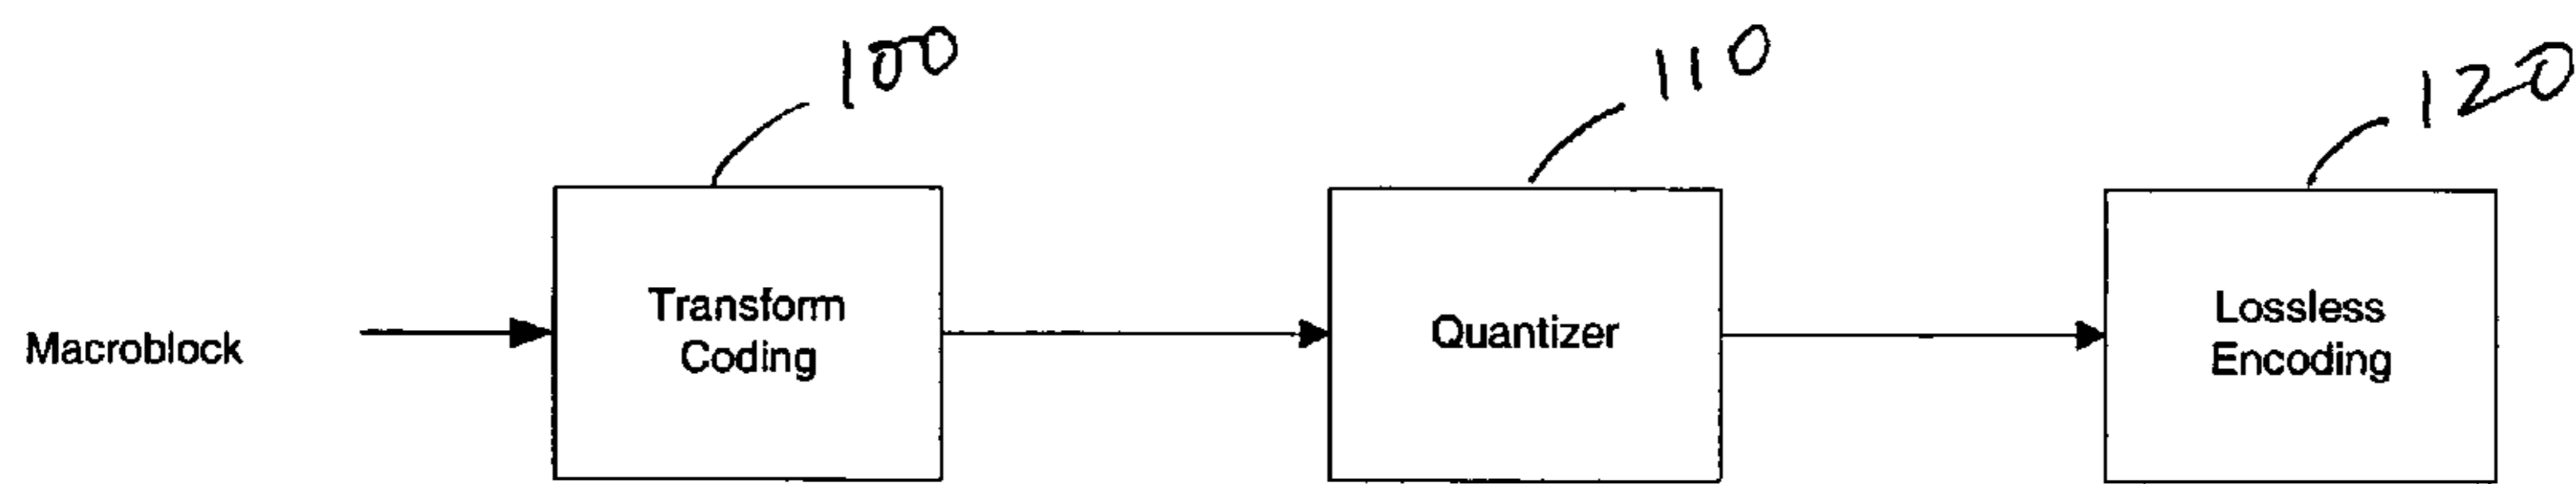 100
110
120
Macroblock
Transform
Coding
Quantizer
Lossless
Encoding